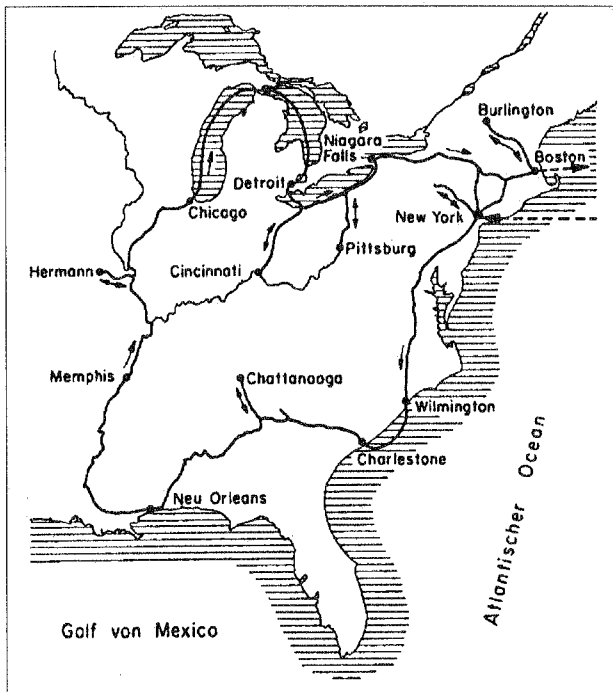 Burlington
Niagara
Falls
Boston
Detroit
Chicago
New York
Hermann
Cincinnati
Pittsburg
Memphis
Chattanooga
Wilmington
Charlestone
Neu Orleans
Atlantischer Ocean
Golf von Mexico